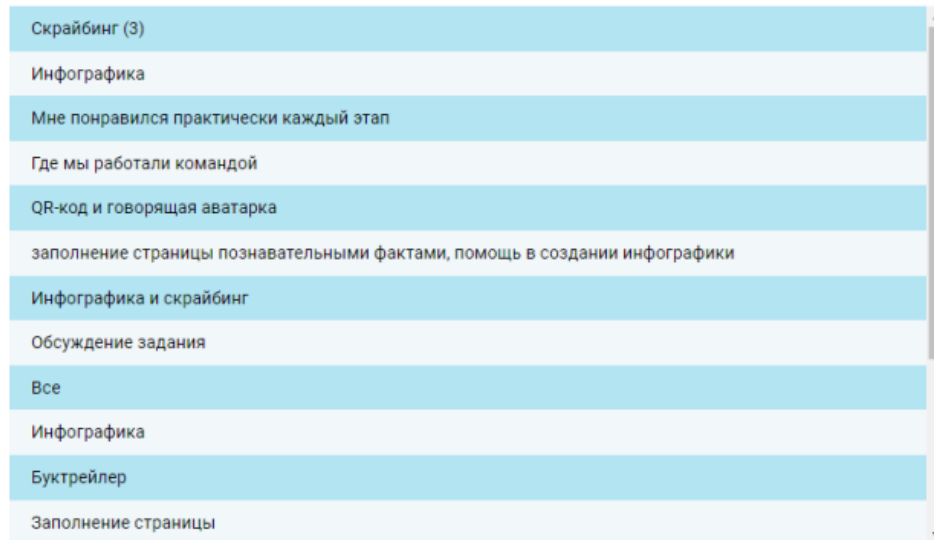 Скрайбинг (3)
Инфографика
Мне понравился практически каждый этап
Где мы работали командой
QR-код и говорящая аватарка
заполнение страницы познавательными фактами, помощь в создании инфографики
Инфографика и скрайбинг
Обсуждение задания
Все
Инфографика
Буктрейлер
Заполнение страницы